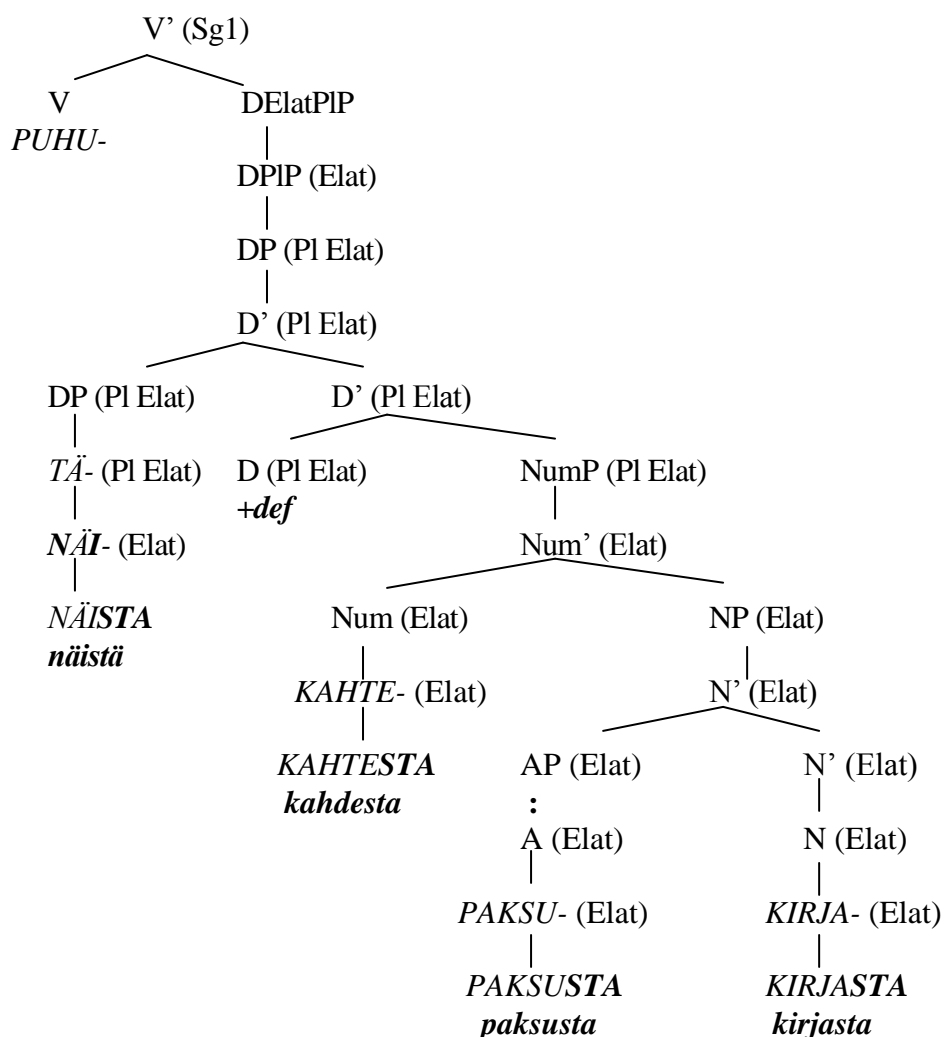 V’ (Sg1)
V DElatPlP
PUHU-
DPlP (Elat)
DP (Pl Elat)
D’ (Pl Elat)
DP (Pl Elat) D’ (Pl Elat)
TÄ- (Pl Elat) D (Pl Elat) NumP (Pl Elat)
+def
NÄI- (Elat) Num’ (Elat)
NÄISTA Num (Elat) NP (Elat)
näistä
KAHTE- (Elat) N’ (Elat)
KAHTESTA AP (Elat) N’ (Elat)
kahdesta :
A (Elat) N (Elat)
PAKSU- (Elat) KIRJA- (Elat)
PAKSUSTA KIRJASTA
paksusta kirjasta